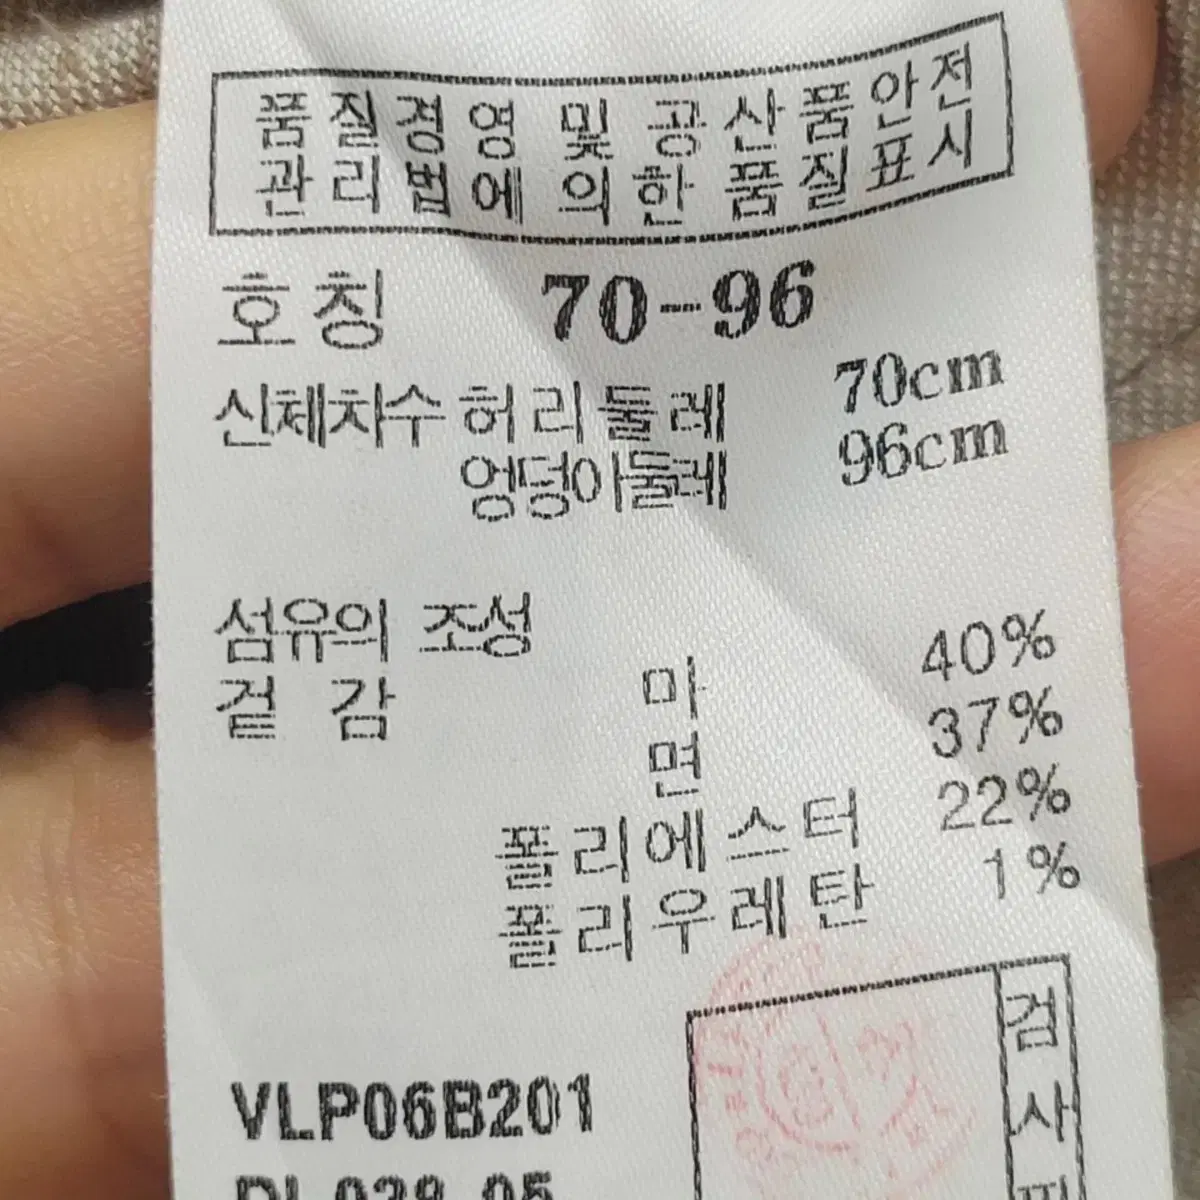 품질경영 및 공산품안전
관리법에 의한 품질표시
호칭 70-96
신체치수 허리둘레 70cm
엉덩이둘레 96cm
섬유의 조성
겉감 마 40%
면 37%
폴리에스터 22%
폴리우레탄 1%
검사
VLP06B201